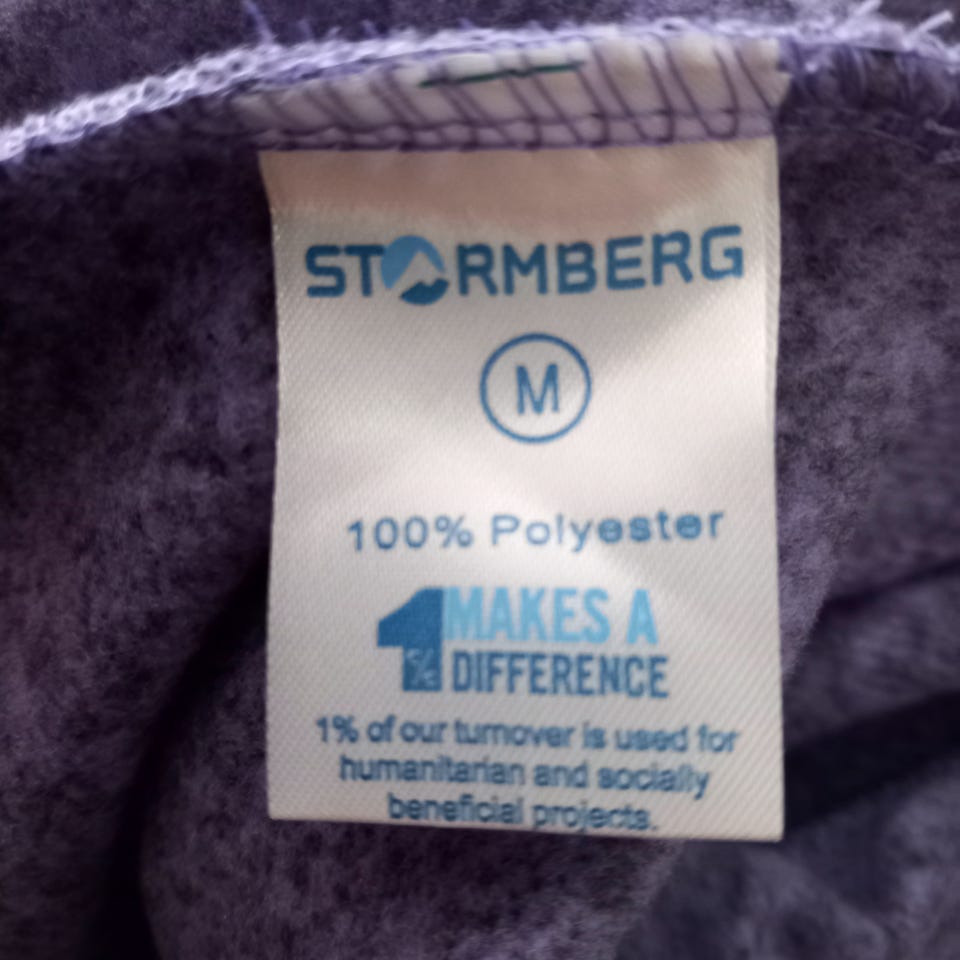 STORMBERG
M
100% Polyester
1% MAKES A
DIFFERENCE
1% of our turnover is used for
humanitarian and socially
beneficial projects.